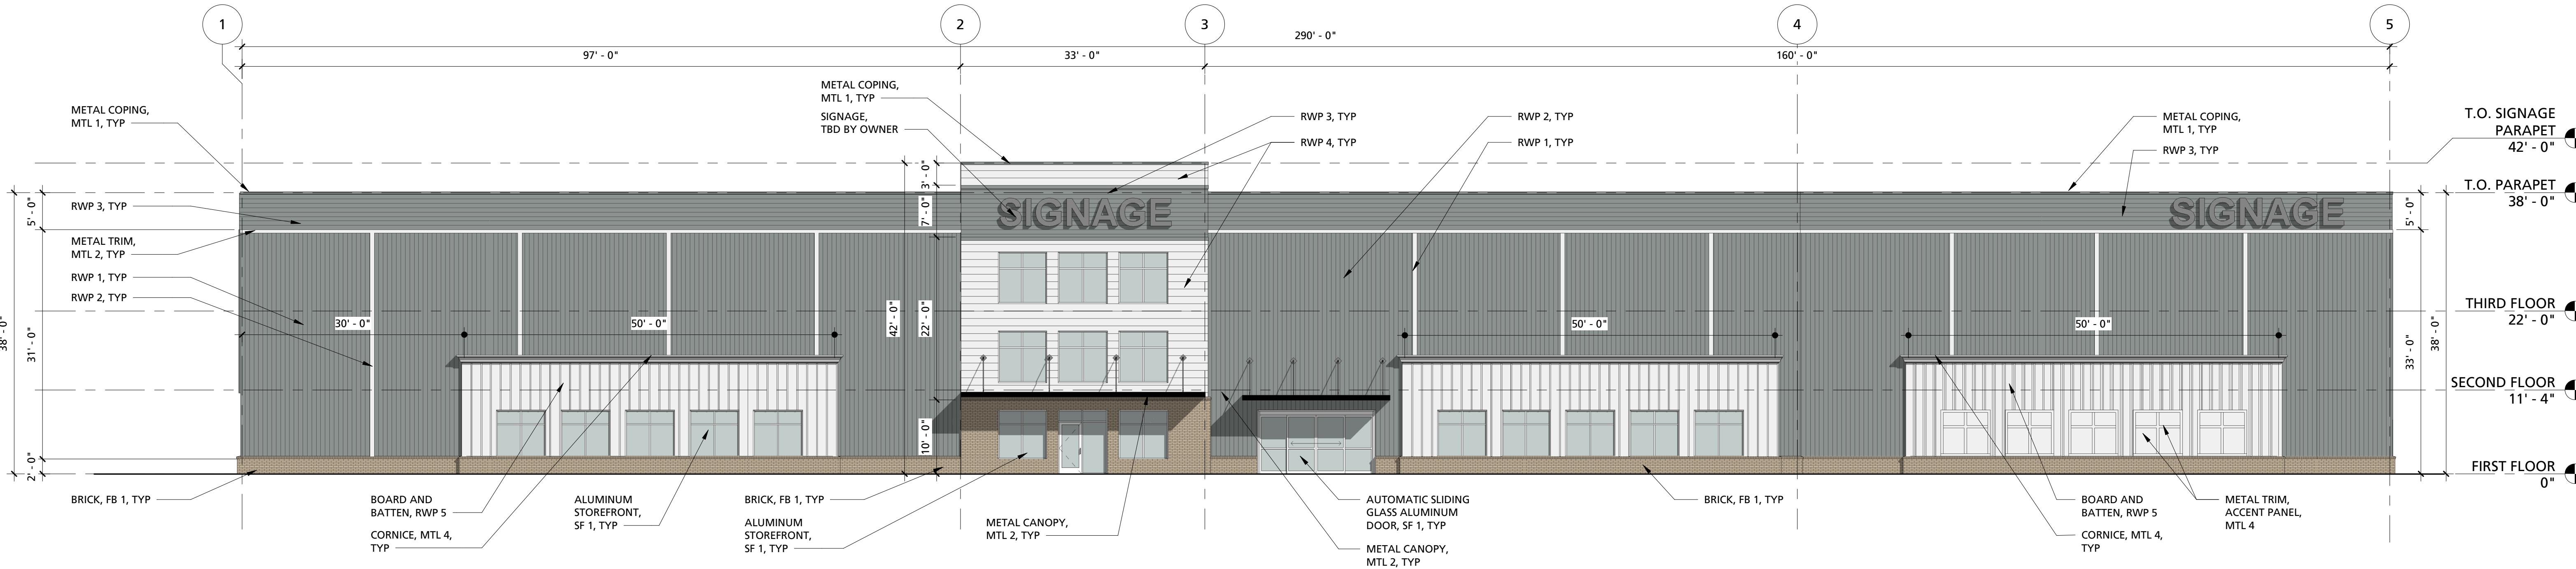 1
2
3
4
5
290' - 0"
97' - 0"
33' - 0"
160' - 0"
METAL COPING,
MTL 1, TYP
METAL COPING,
MTL 1, TYP
SIGNAGE,
TBD BY OWNER
RWP 3, TYP
RWP 4, TYP
RWP 2, TYP
RWP 1, TYP
METAL COPING,
MTL 1, TYP
RWP 3, TYP
T.O. SIGNAGE
PARAPET
42' - 0"
T.O. PARAPET
38' - 0"
THIRD FLOOR
22' - 0"
SECOND FLOOR
11' - 4"
FIRST FLOOR
0"
RWP 3, TYP
METAL TRIM,
MTL 2, TYP
RWP 1, TYP
RWP 2, TYP
38' - 0"
5' - 0"
31' - 0"
2' - 0"
30' - 0"
50' - 0"
42' - 0"
3' - 0"
7' - 0"
22' - 0"
10' - 0"
SIGNAGE
SIGNAGE
50' - 0"
50' - 0"
5' - 0"
33' - 0"
38' - 0"
BRICK, FB 1, TYP
BOARD AND
BATTEN, RWP 5
CORNICE, MTL 4,
TYP
ALUMINUM
STOREFRONT,
SF 1, TYP
BRICK, FB 1, TYP
ALUMINUM
STOREFRONT,
SF 1, TYP
METAL CANOPY,
MTL 2, TYP
AUTOMATIC SLIDING
GLASS ALUMINUM
DOOR, SF 1, TYP
METAL CANOPY,
MTL 2, TYP
BRICK, FB 1, TYP
BOARD AND
BATTEN, RWP 5
CORNICE, MTL 4,
TYP
METAL TRIM,
ACCENT PANEL,
MTL 4